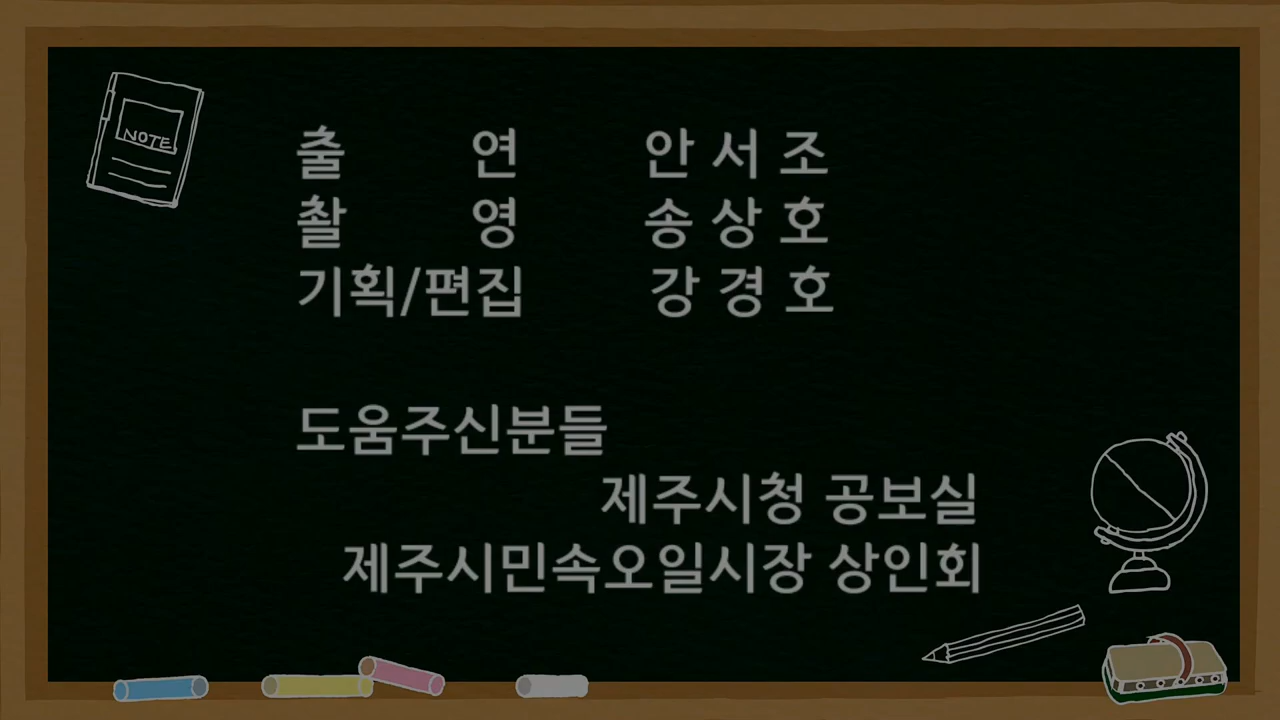 NOTE
출 연 안 서 조
촬 영 송 상 호
기획/편집 강 경 호
도움주신분들
제주시청 공보실
제주시민속오일시장 상인회